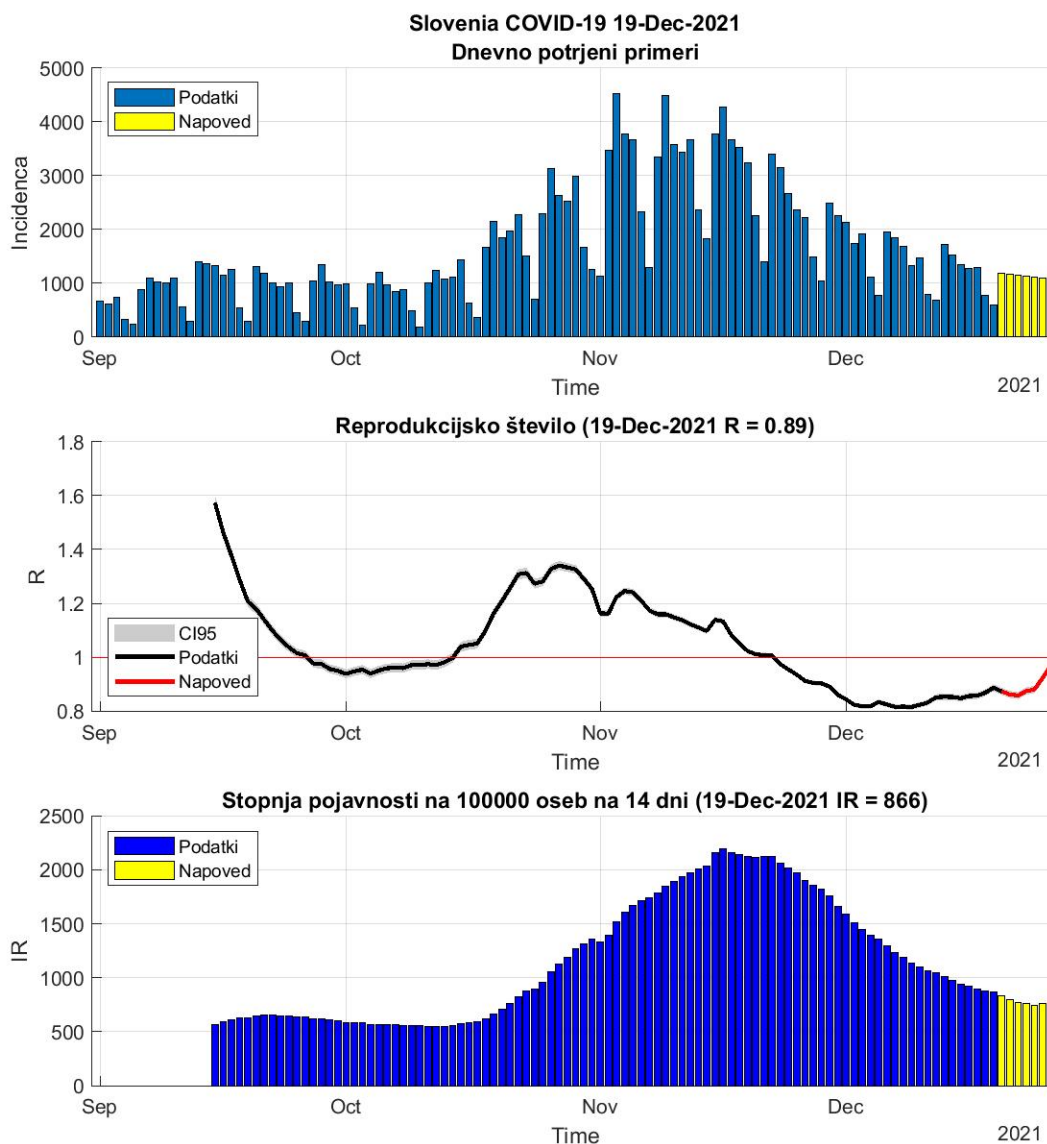 Slovenia COVID-19 19-Dec-2021
Dnevno potrjeni primeri
5000
4000
3000
2000
1000
0
Incidenca
Podatki
Napoved
Sep
Oct
Nov
Dec
Time
2021
Reprodukcijsko število (19-Dec-2021 R = 0.89)
1.8
1.6
1.4
1.2
1
0.8
R
CI95
Podatki
Napoved
Sep
Oct
Nov
Dec
Time
2021
Stopnja pojavnosti na 100000 oseb na 14 dni (19-Dec-2021 IR = 866)
2500
2000
1500
1000
500
0
IR
Podatki
Napoved
Sep
Oct
Nov
Dec
Time
2021